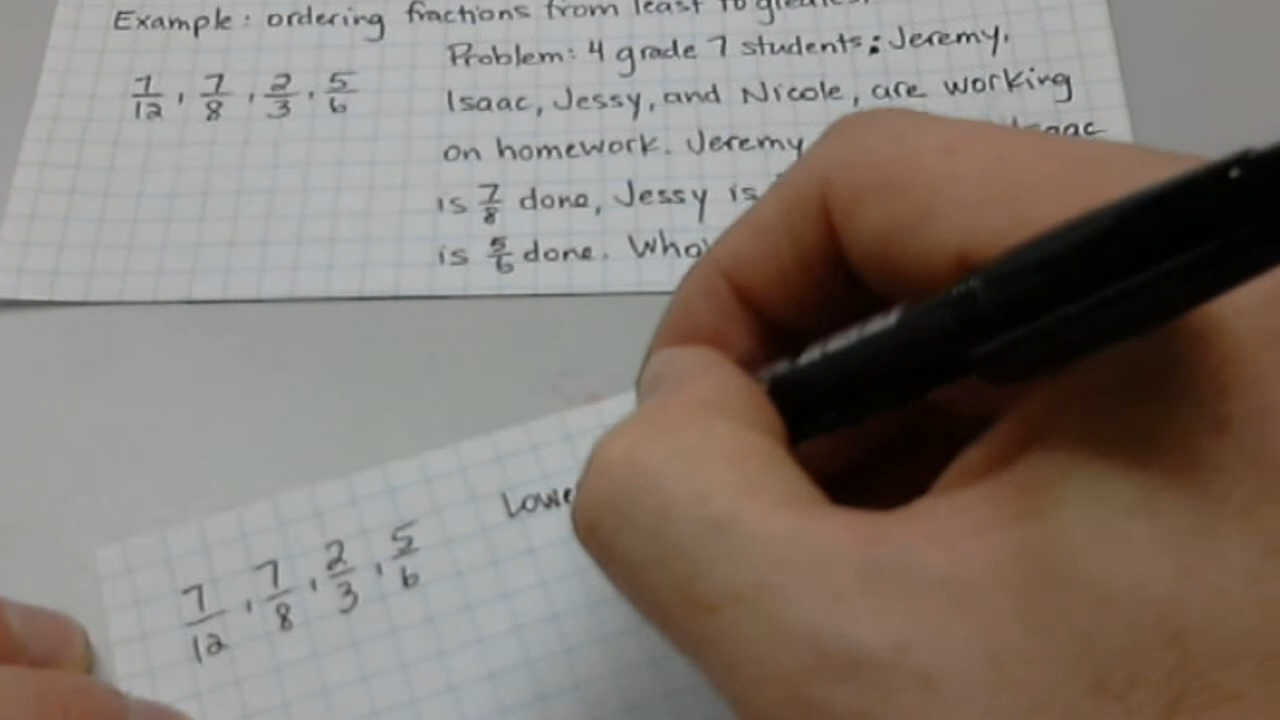 Example: ordering fractions from least to
7/12, 7/8, 2/3, 5/6
Problem: 4 grade 7 students: Jeremy,
Isaac, Jessy, and Nicole, are working
on homework. Jeremy Isaac
is 7/8 done, Jessy is
is 5/6 done.
7/12, 7/8, 2/3, 5/6